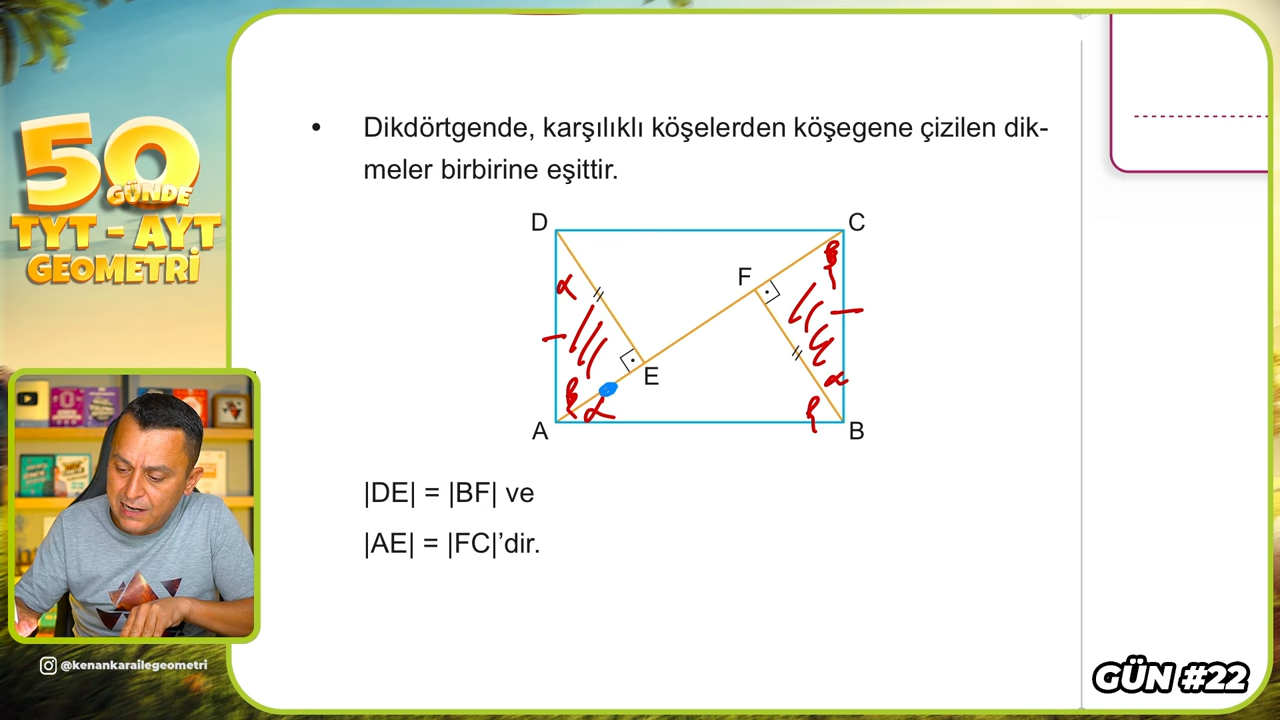 50
GÜNDE
TYT - AYT
GEOMETRİ
• Dikdörtgende, karşılıklı köşelerden köşegene çizilen dik-
meler birbirine eşittir.
D
C
α
β
F
E
α
β
α
β
A
B
|DE| = |BF| ve
|AE| = |FC|’dir.
@kenankarailegeometri
GÜN #22